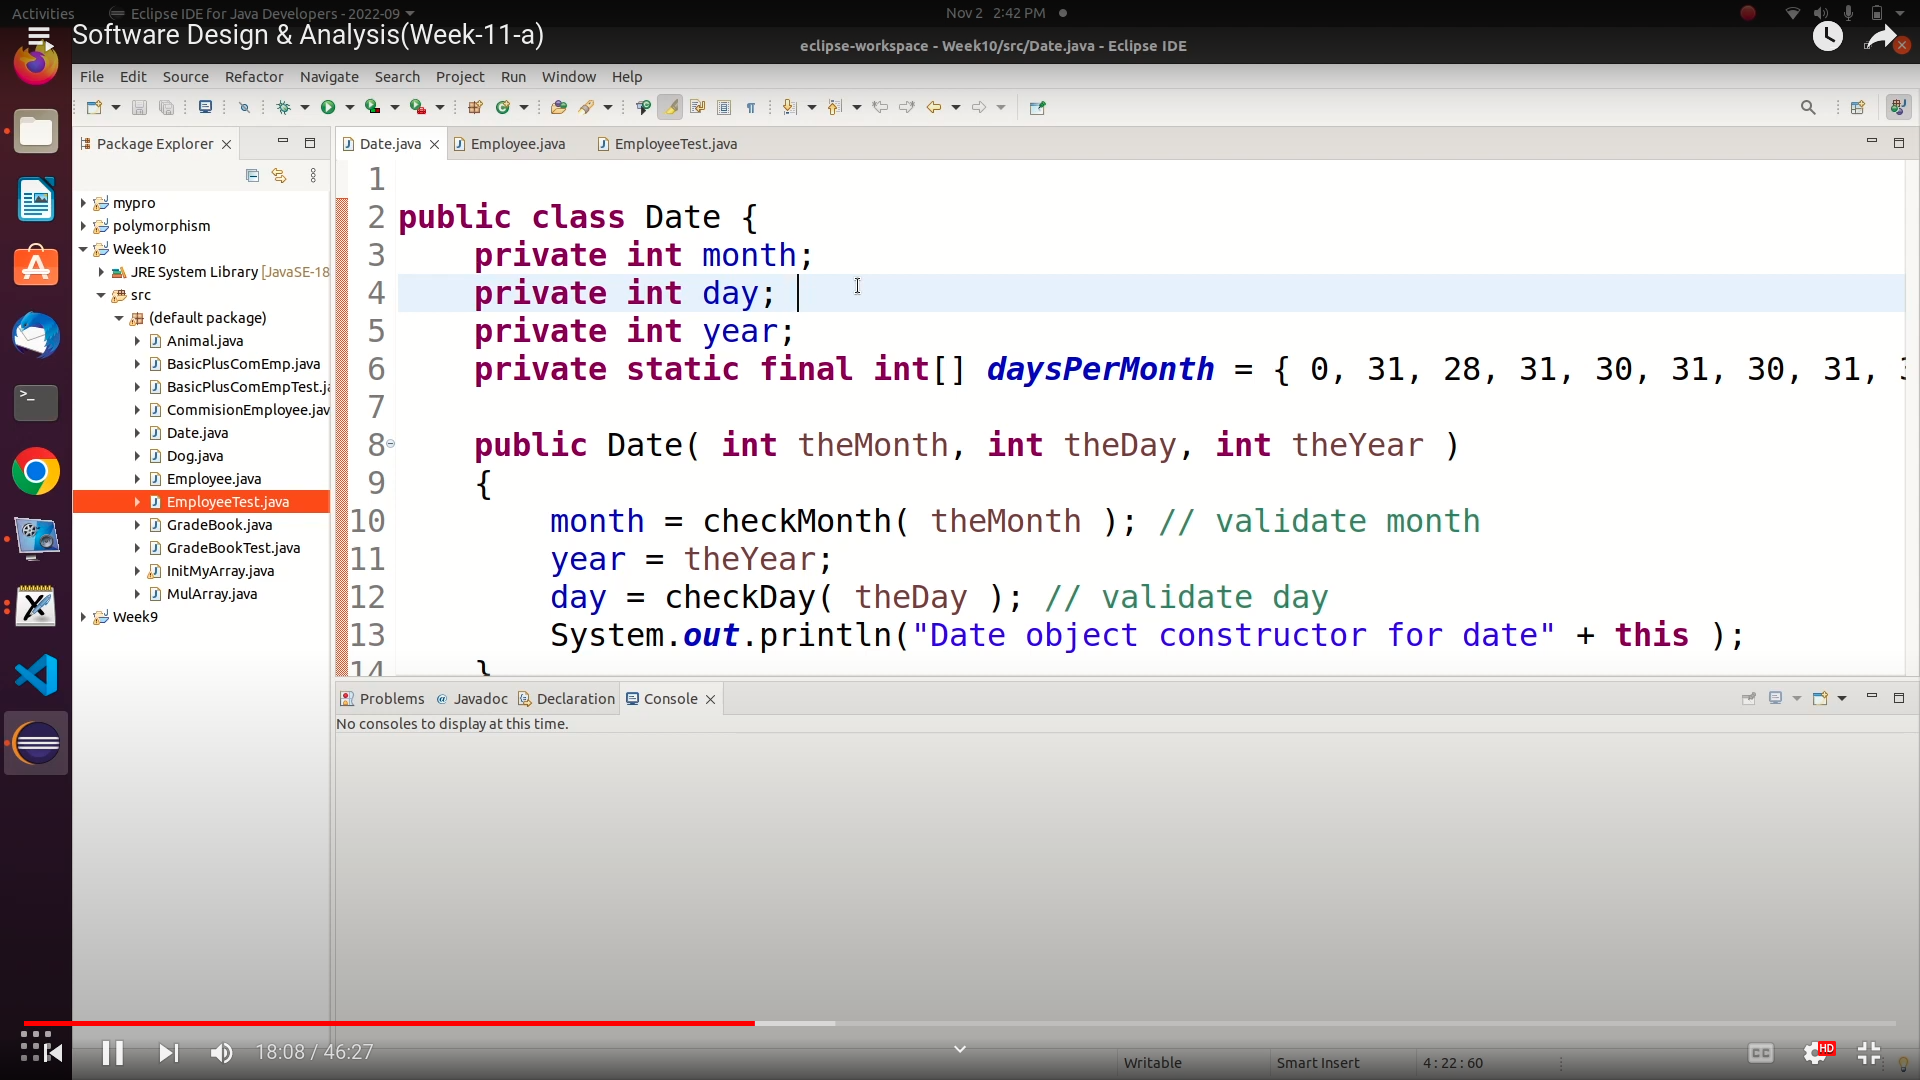 Activities
Eclipse IDE for Java Developers - 2022-09
Nov 2 2:42 PM
Software Design & Analysis(Week-11-a)
eclipse-workspace - Week10/src/Date.java - Eclipse IDE
File Edit Source Refactor Navigate Search Project Run Window Help
Package Explorer
mypro
polymorphism
Week10
JRE System Library [JavaSE-18
src
(default package)
Animal.java
BasicPlusComEmp.java
BasicPlusComEmpTest.ja
CommisionEmployee.jav
Date.java
Dog.java
Employee.java
EmployeeTest.java
GradeBook.java
GradeBookTest.java
InitMyArray.java
MulArray.java
Week9
Date.java Employee.java EmployeeTest.java
1
2 public class Date {
3 private int month;
4 private int day;
5 private int year;
6 private static final int[] daysPerMonth = { 0, 31, 28, 31, 30, 31, 30, 31, 3
7
8 public Date( int theMonth, int theDay, int theYear )
9 {
10 month = checkMonth( theMonth ); // validate month
11 year = theYear;
12 day = checkDay( theDay ); // validate day
13 System.out.println("Date object constructor for date" + this );
14 }
Problems Javadoc Declaration Console
No consoles to display at this time.
18:08 / 46:27
Writable Smart Insert 4:22:60
CC HD